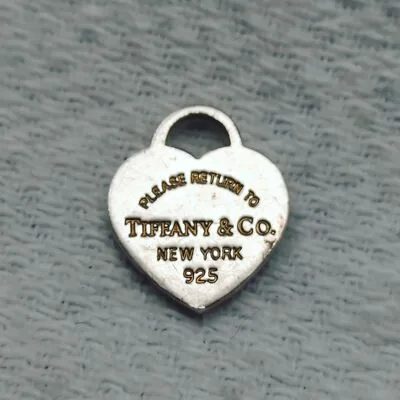 PLEASE RETURN TO
TIFFANY & CO.
NEW YORK
925